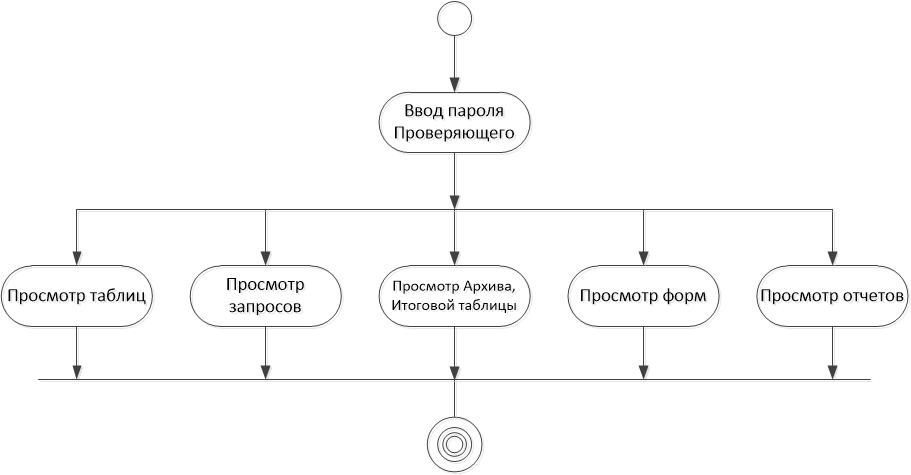 Ввод пароля
Проверяющего
Просмотр таблиц
Просмотр
запросов
Просмотр Архива,
Итоговой таблицы
Просмотр форм
Просмотр отчетов